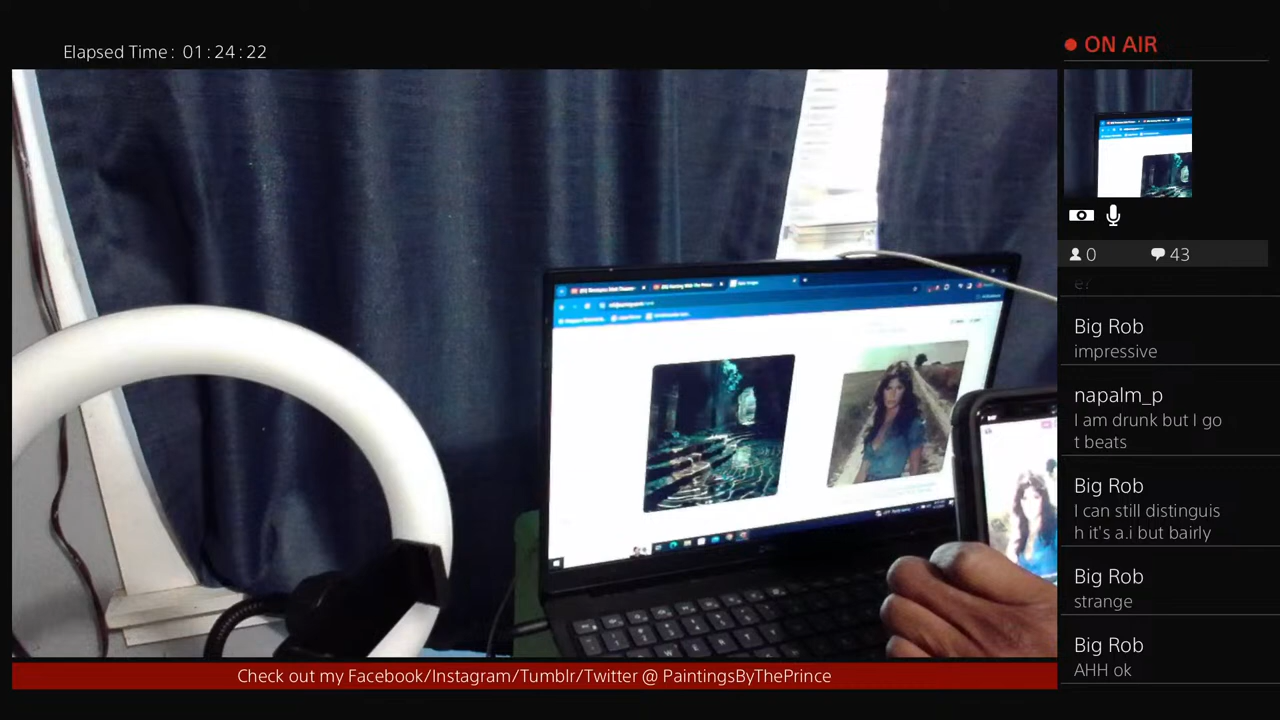 Elapsed Time: 01:24:22
ON AIR
0
43
e?
Big Rob
impressive
napalm_p
I am drunk but I go
t beats
Big Rob
I can still distinguis
h it's a.i but bairly
Big Rob
strange
Big Rob
AHH ok
Check out my Facebook/Instagram/Tumblr/Twitter @ PaintingsByThePrince